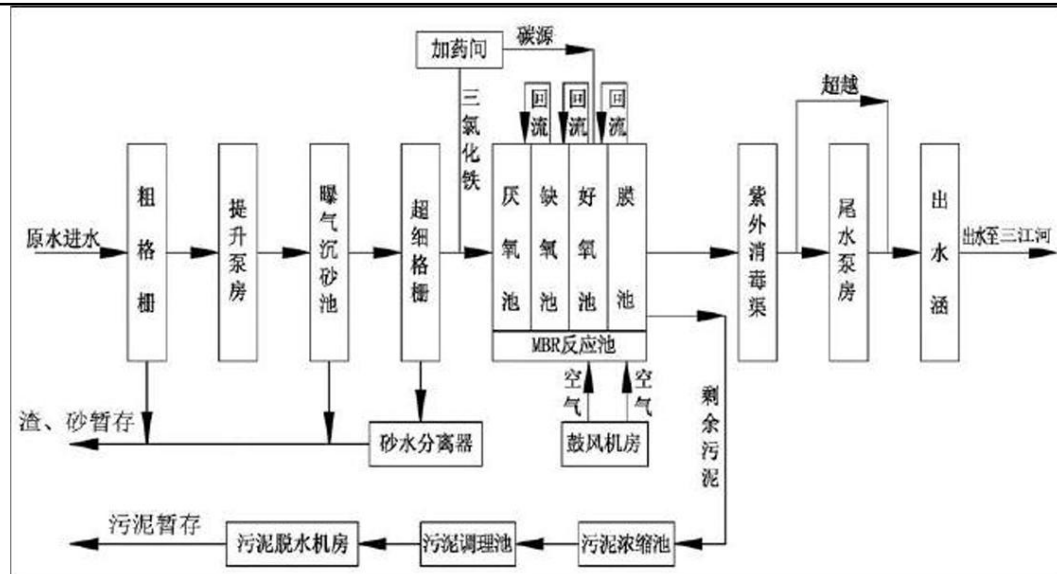 加药间
碳源
三氯化铁
回流
回流
回流
超越
原水进水
粗格栅
提升泵房
曝气沉砂池
超细格栅
厌氧池
缺氧池
好氧池
膜池
MBR反应池
紫外消毒渠
尾水泵房
出水涵
出水至三江河
空气
空气
剩余污泥
渣、砂暂存
砂水分离器
鼓风机房
污泥暂存
污泥脱水机房
污泥调理池
污泥浓缩池